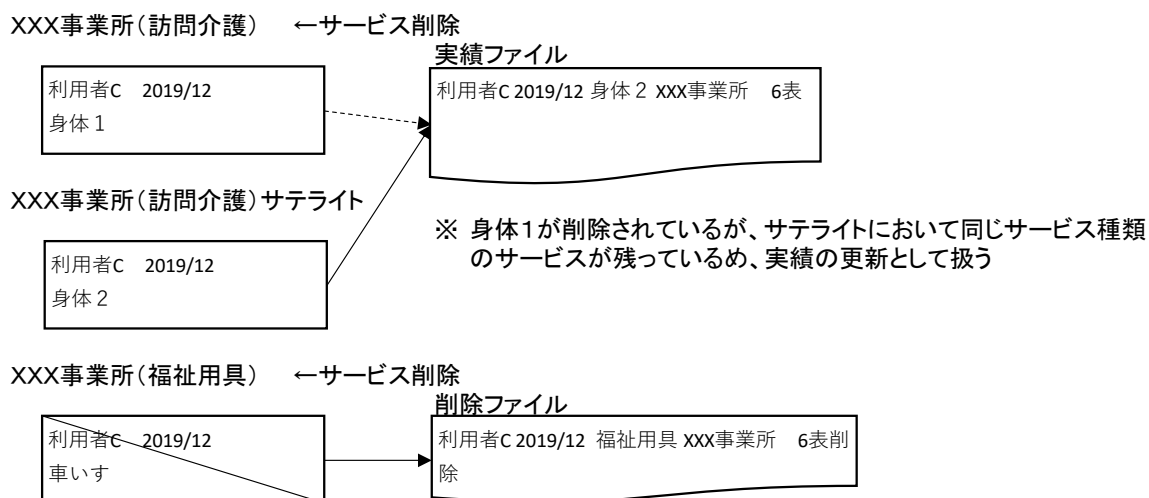 XXX事業所(訪問介護) ←サービス削除
実績ファイル
利用者C 2019/12
身体1
利用者C 2019/12 身体2 XXX事業所 6表
XXX事業所(訪問介護)サテライト
利用者C 2019/12
身体2
※ 身体1が削除されているが、サテライトにおいて同じサービス種類
のサービスが残っているめ、実績の更新として扱う
XXX事業所(福祉用具) ←サービス削除
削除ファイル
利用者C 2019/12
車いす
利用者C 2019/12 福祉用具 XXX事業所 6表削
除